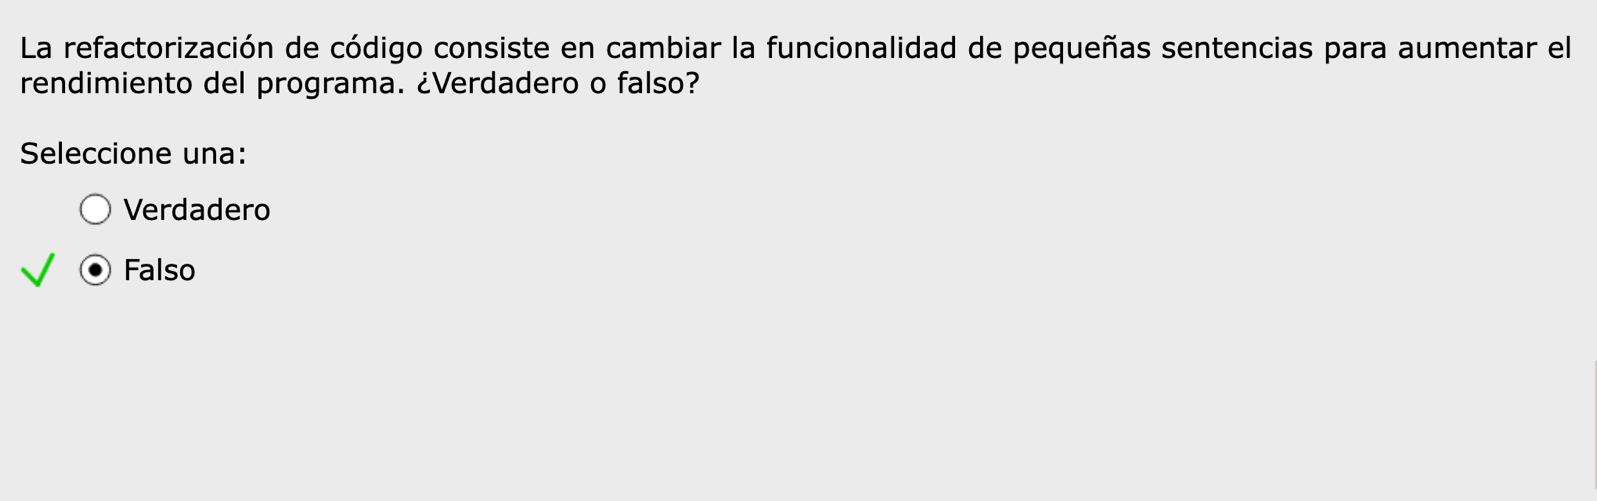 La refactorización de código consiste en cambiar la funcionalidad de pequeñas sentencias para aumentar el
rendimiento del programa. ¿Verdadero o falso?
Seleccione una:
Verdadero
Falso